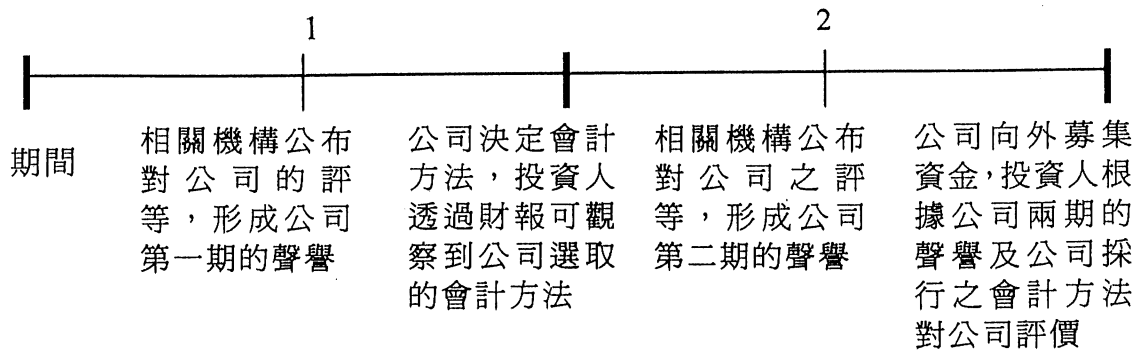 1
2
期間
相關機構公布
對公司的評
等，形成公司
第一期的聲譽
公司決定會計
方法，投資人
透過財報可觀
察到公司選取
的會計方法
相關機構公布
對公司之評
等，形成公司
第二期的聲譽
公司向外募集
資金，投資人根
據公司兩期的
聲譽及公司採
行之會計方法
對公司評價